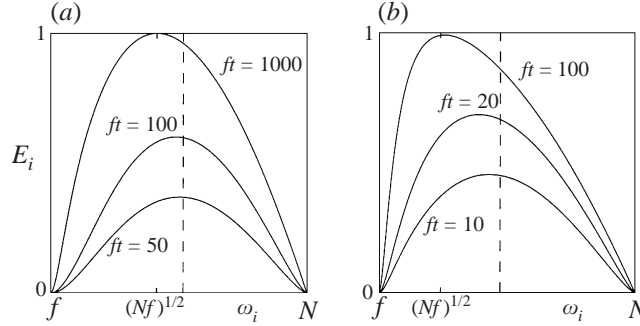 (a)
1
ft = 1000
ft = 100
E_i
ft = 50
0
f
(Nf)^{1/2}
ω_i
N
(b)
1
ft = 100
ft = 20
ft = 10
0
f
(Nf)^{1/2}
ω_i
N